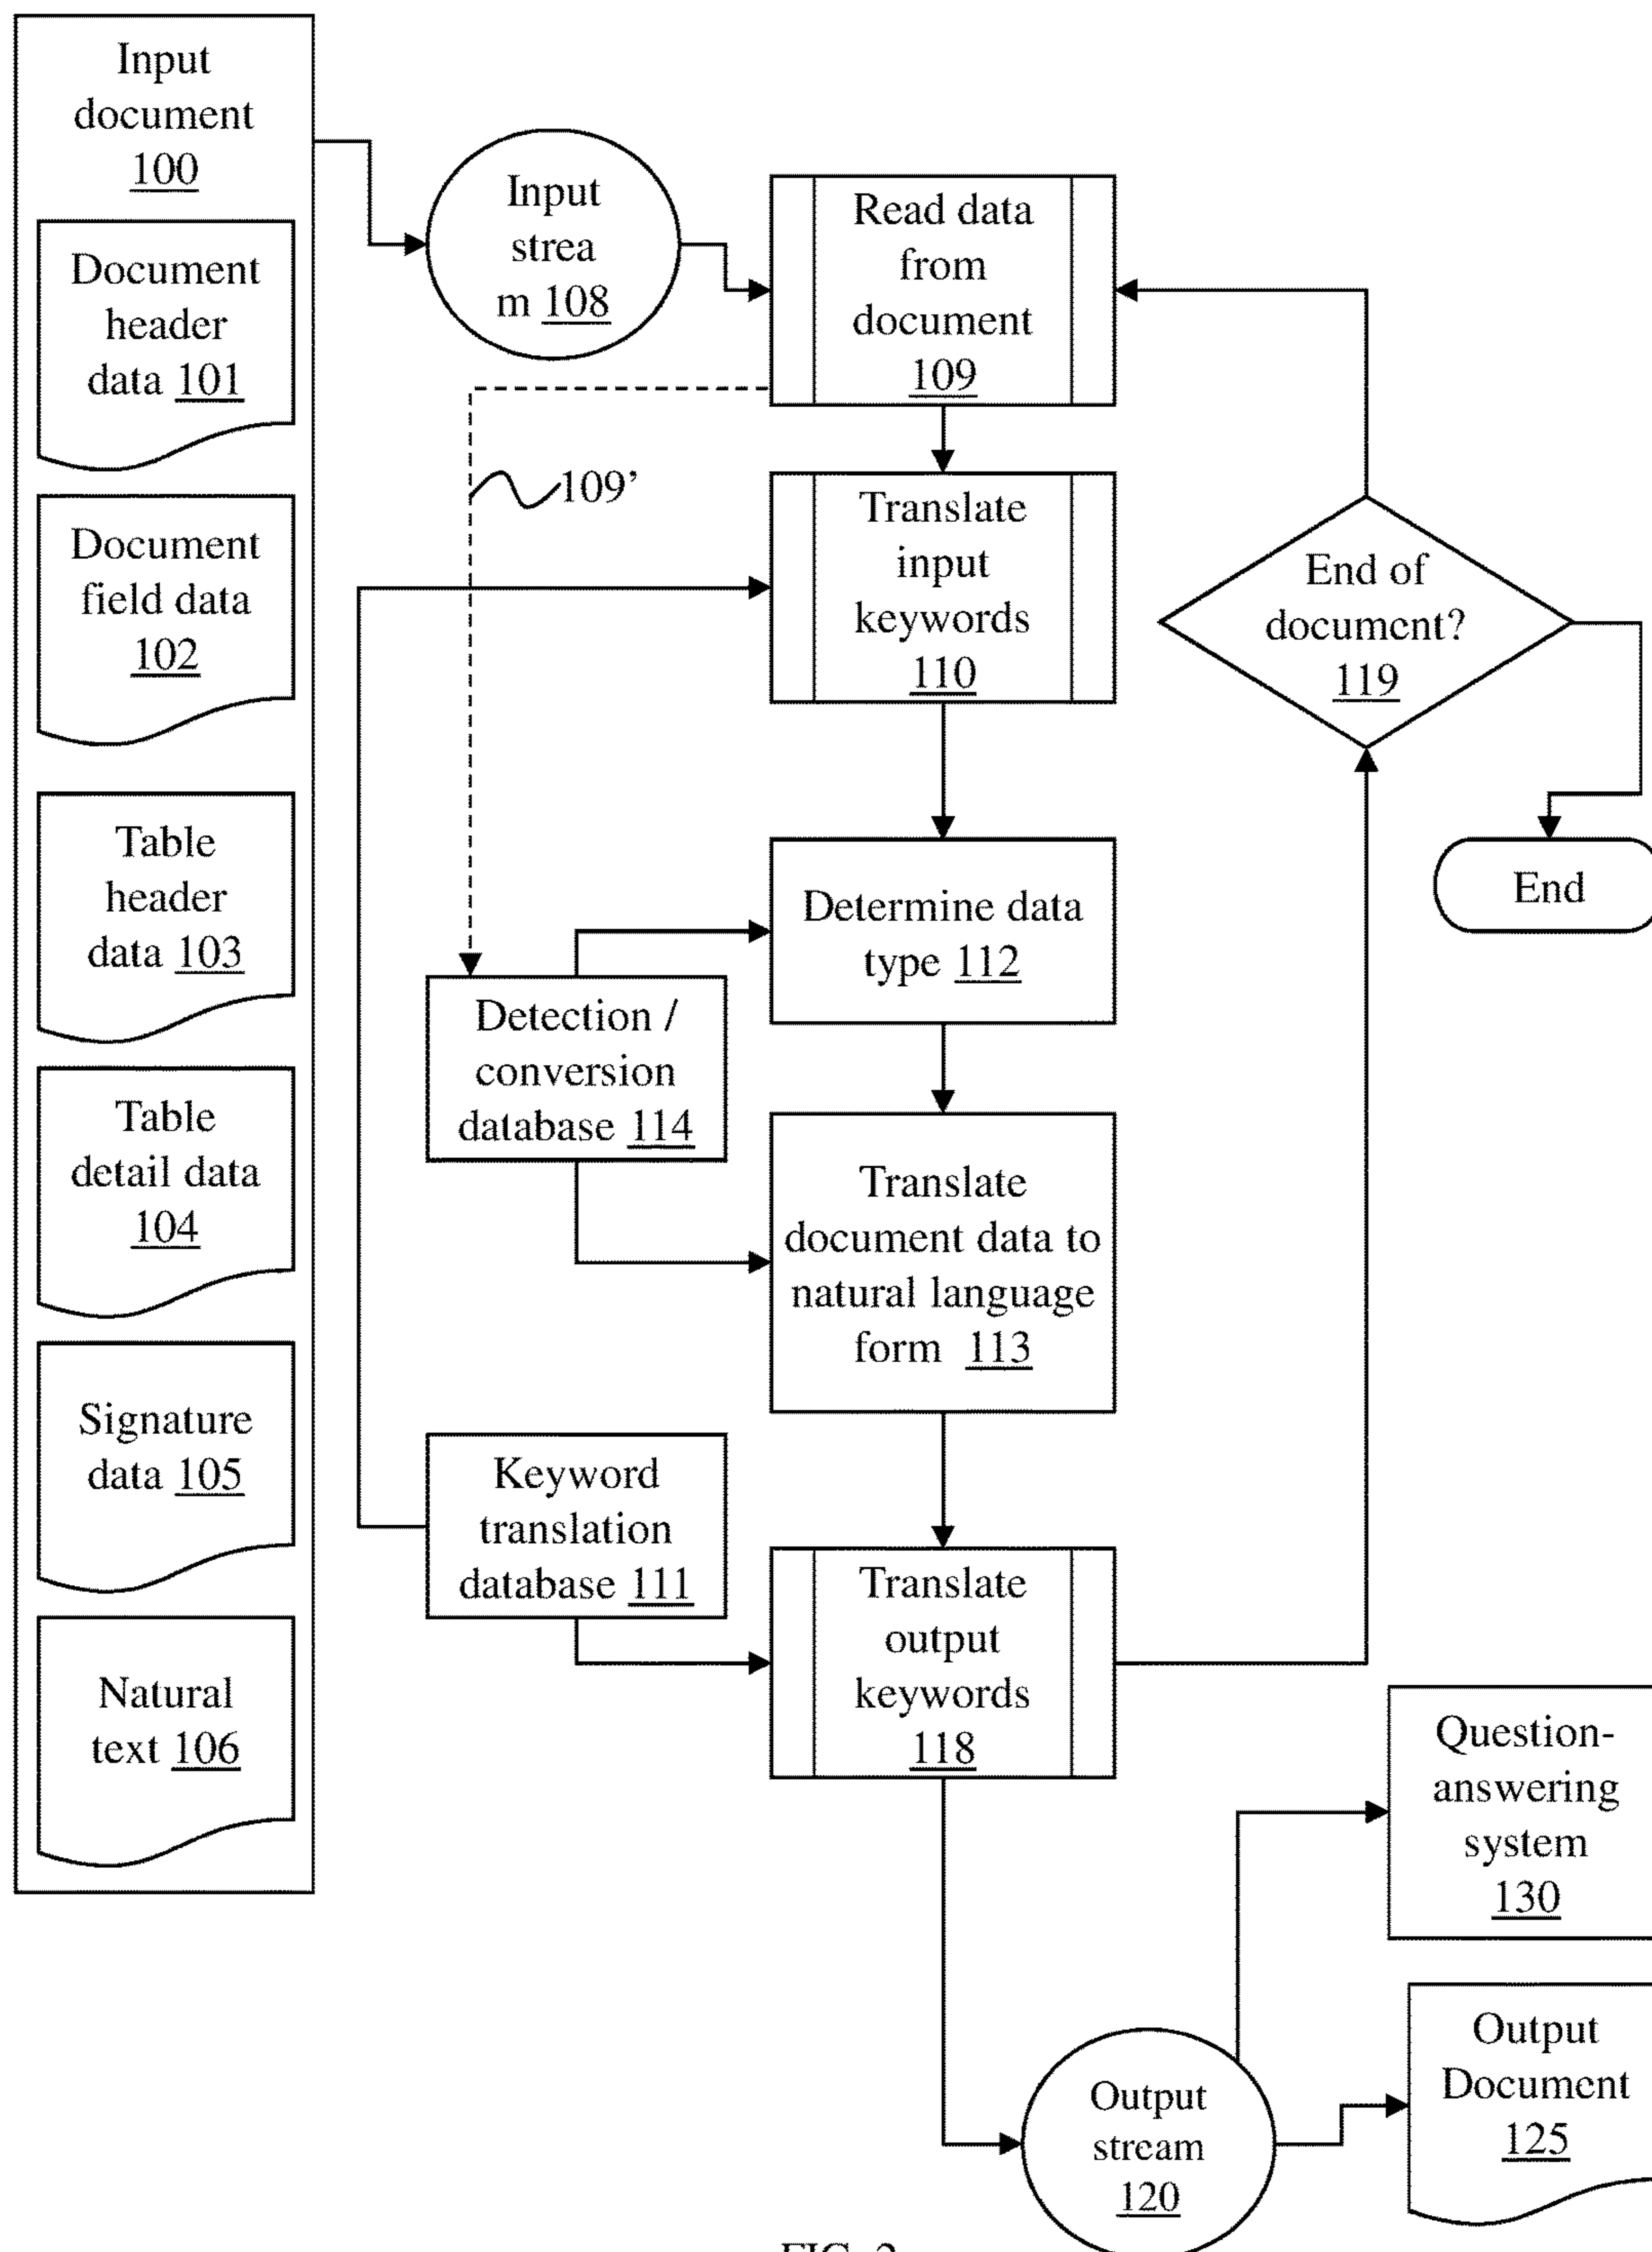 Input
document
100
Document
header
data 101
Document
field data
102
Table
header
data 103
Table
detail data
104
Signature
data 105
Natural
text 106
Input
strea
m 108
Read data
from
document
109
109’
Translate
input
keywords
110
End of
document?
119
End
Determine data
type 112
Detection /
conversion
database 114
Translate
document data to
natural language
form 113
Keyword
translation
database 111
Translate
output
keywords
118
Question-
answering
system
130
Output
Document
125
Output
stream
120